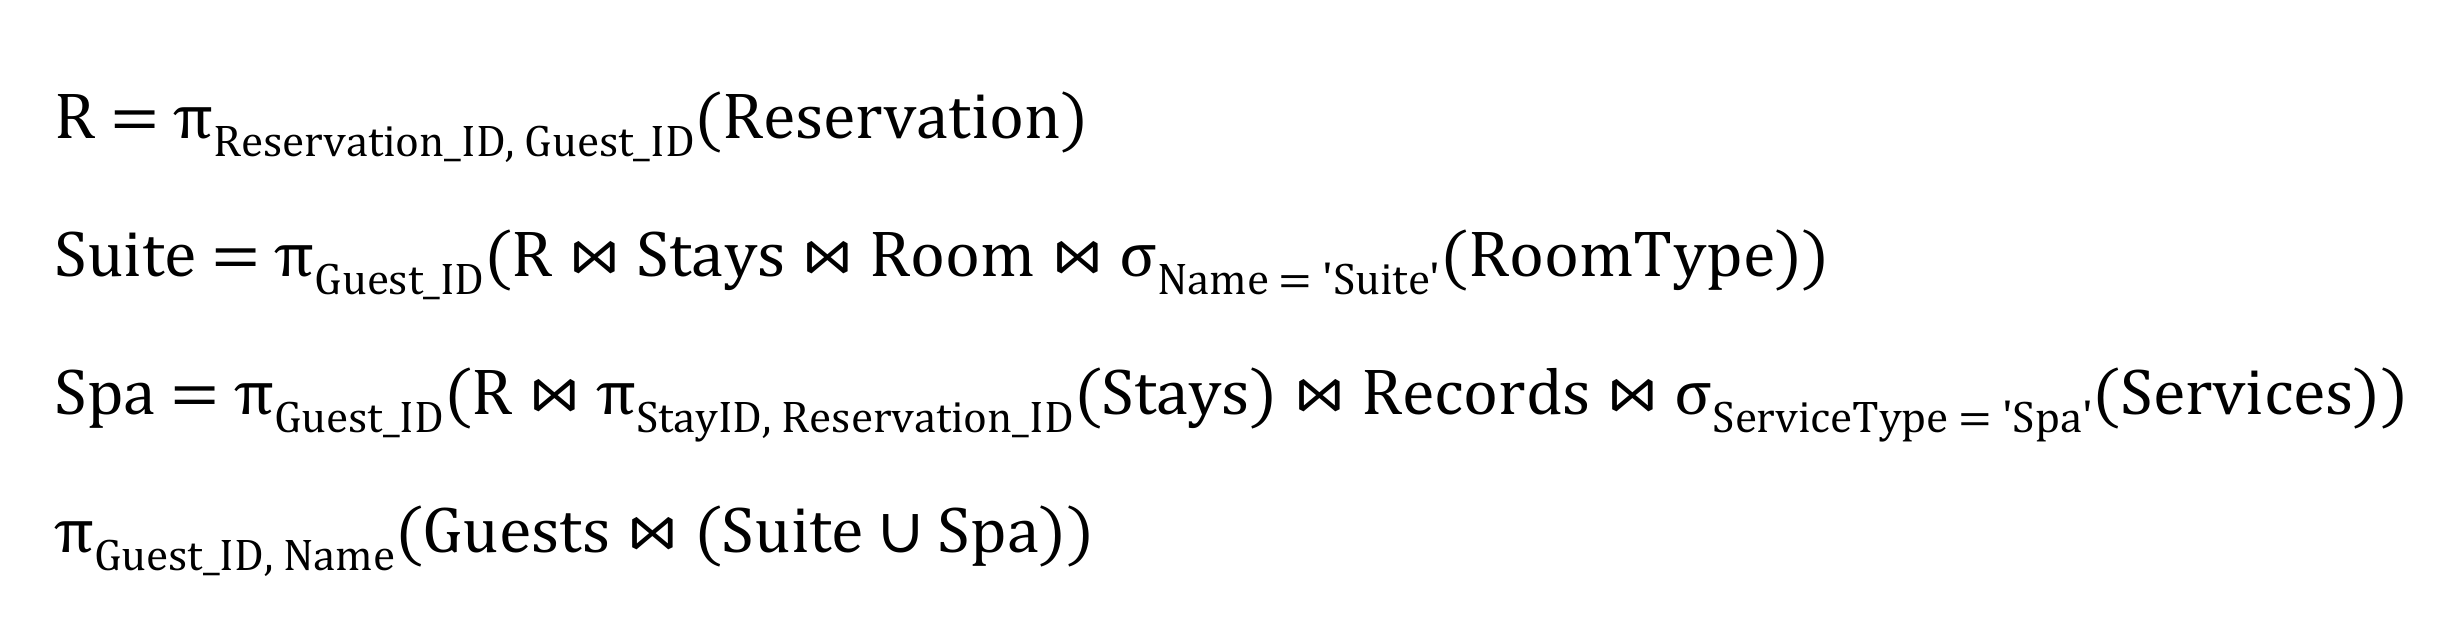 R = π_Reservation_ID, Guest_ID(Reservation)
Suite = π_Guest_ID(R ⋈ Stays ⋈ Room ⋈ σ_Name = 'Suite'(RoomType))
Spa = π_Guest_ID(R ⋈ π_StayID, Reservation_ID(Stays) ⋈ Records ⋈ σ_ServiceType = 'Spa'(Services))
π_Guest_ID, Name(Guests ⋈ (Suite ∪ Spa))